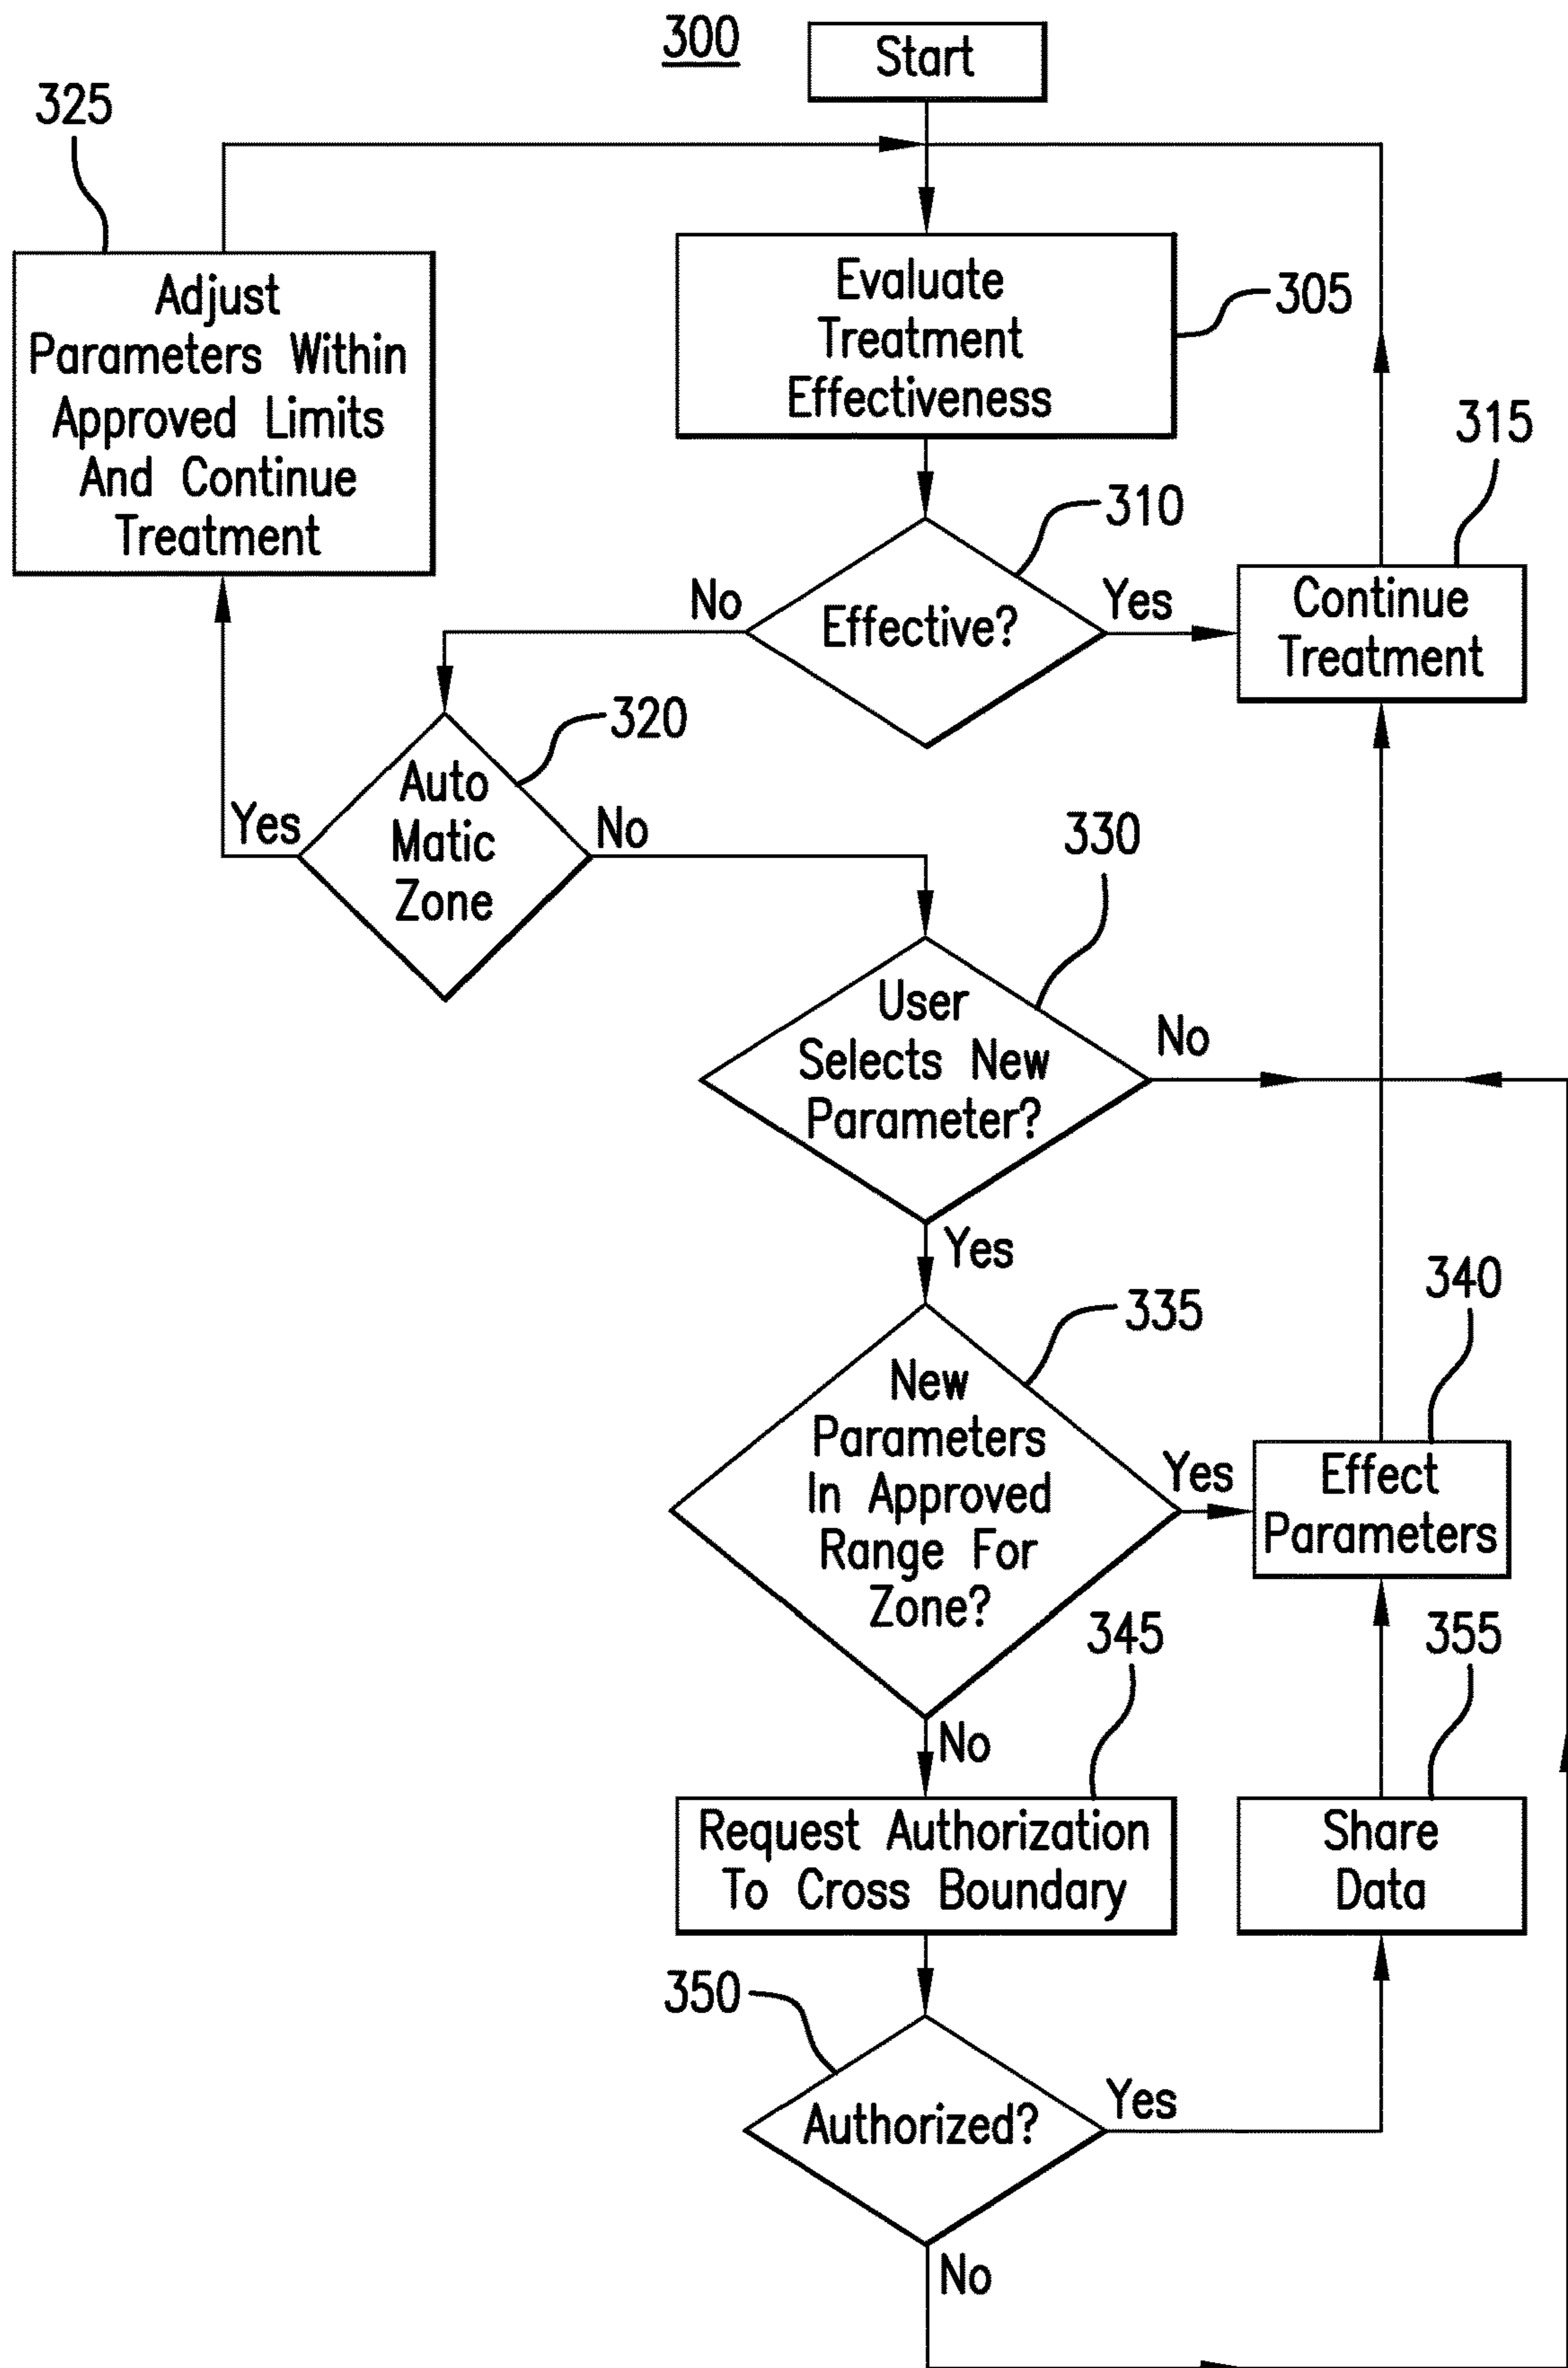 300
Start
325
Adjust
Parameters Within
Approved Limits
And Continue
Treatment
Evaluate
Treatment
Effectiveness
305
315
310
No
Effective?
Yes
Continue
Treatment
320
Auto
Matic
Zone
Yes
No
330
User
Selects New
Parameter?
No
Yes
335
340
New
Parameters
In Approved
Range For
Zone?
Yes
Effect
Parameters
345
355
No
Request Authorization
To Cross Boundary
Share
Data
350
Authorized?
Yes
No